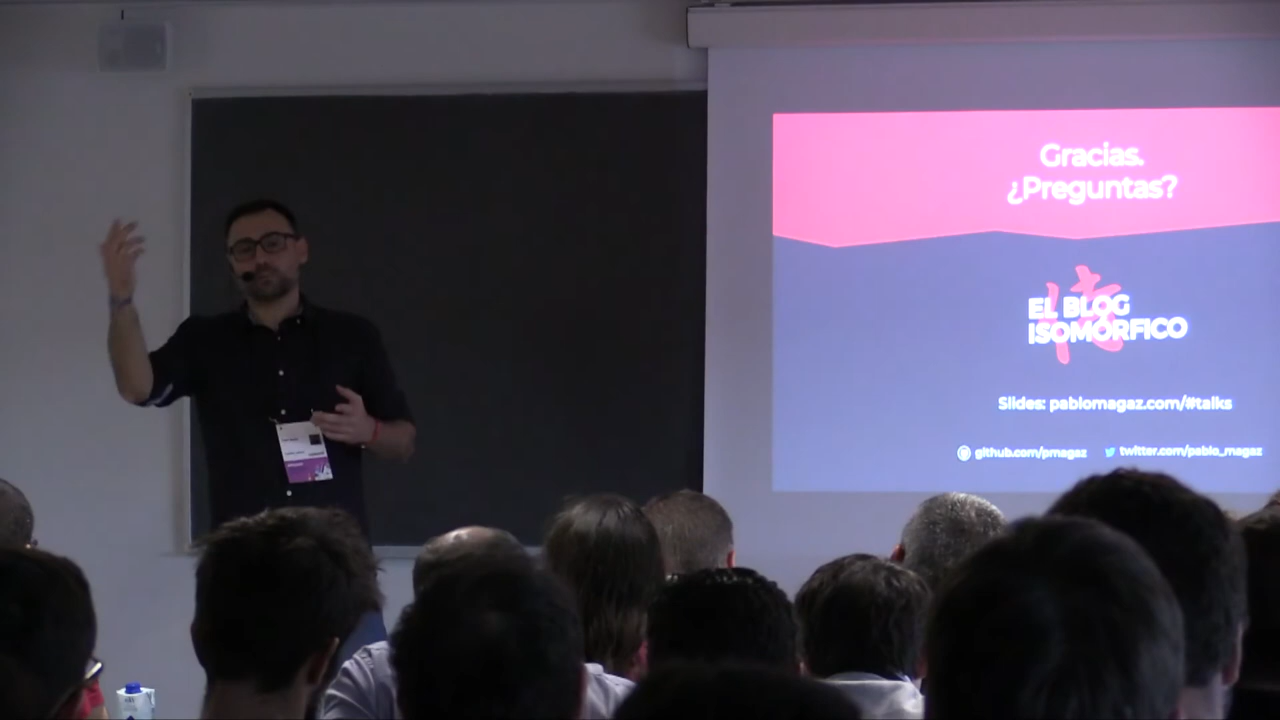 Gracias.
¿Preguntas?
EL BLOG
ISOMÓRFICO
Slides: pablomagaz.com/#talks
github.com/pmagaz
twitter.com/pablo_magaz